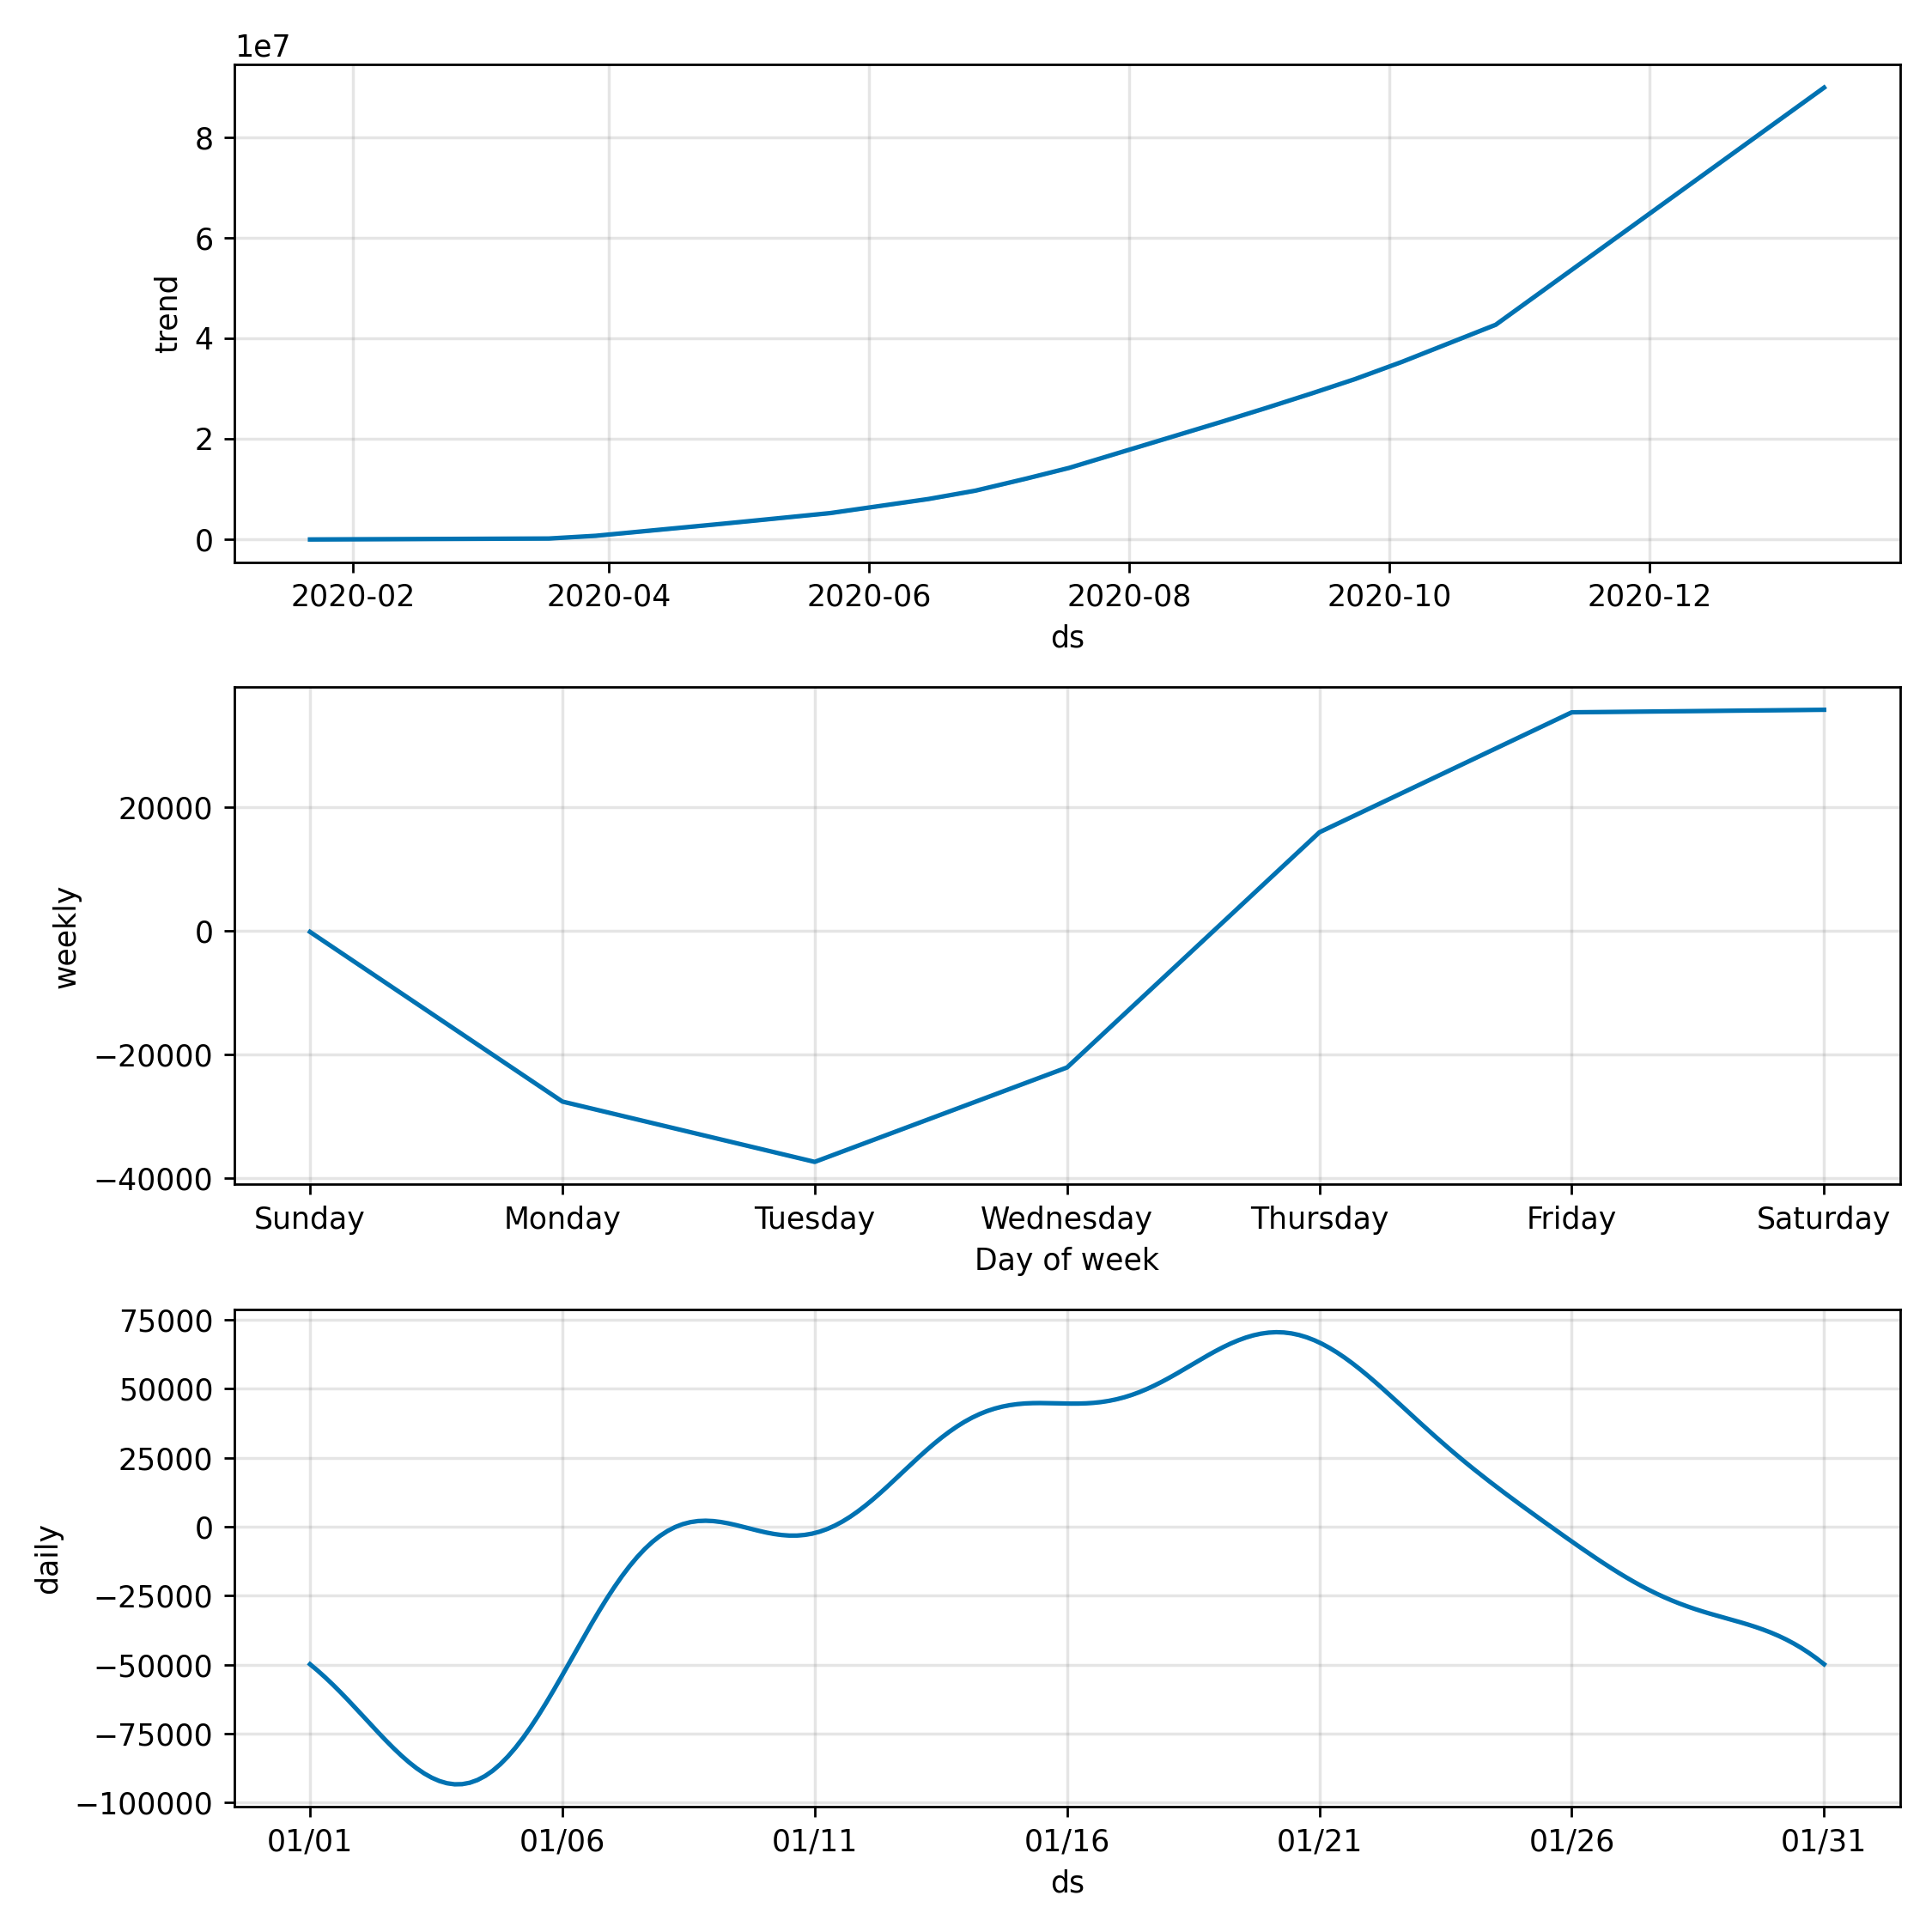 1e7
8
6
4
2
0
trend
2020-02 2020-04 2020-06 2020-08 2020-10 2020-12
ds
20000
0
−20000
−40000
weekly
Sunday Monday Tuesday Wednesday Thursday Friday Saturday
Day of week
75000
50000
25000
0
−25000
−50000
−75000
−100000
daily
01/01 01/06 01/11 01/16 01/21 01/26 01/31
ds